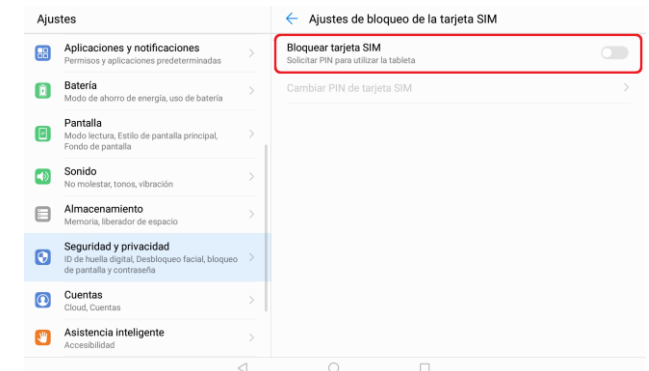 Ajustes
Aplicaciones y notificaciones
Permisos y aplicaciones predeterminadas
Batería
Modo de ahorro de energía, uso de batería
Pantalla
Modo lectura, Estilo de pantalla principal,
Fondo de pantalla
Sonido
No molestar, tonos, vibración
Almacenamiento
Memoria, liberador de espacio
Seguridad y privacidad
ID de huella digital, Desbloqueo facial, bloqueo
de pantalla y contraseña
Cuentas
Cloud, Cuentas
Asistencia inteligente
Accesibilidad
Ajustes de bloqueo de la tarjeta SIM
Bloquear tarjeta SIM
Solicitar PIN para utilizar la tableta
Cambiar PIN de tarjeta SIM